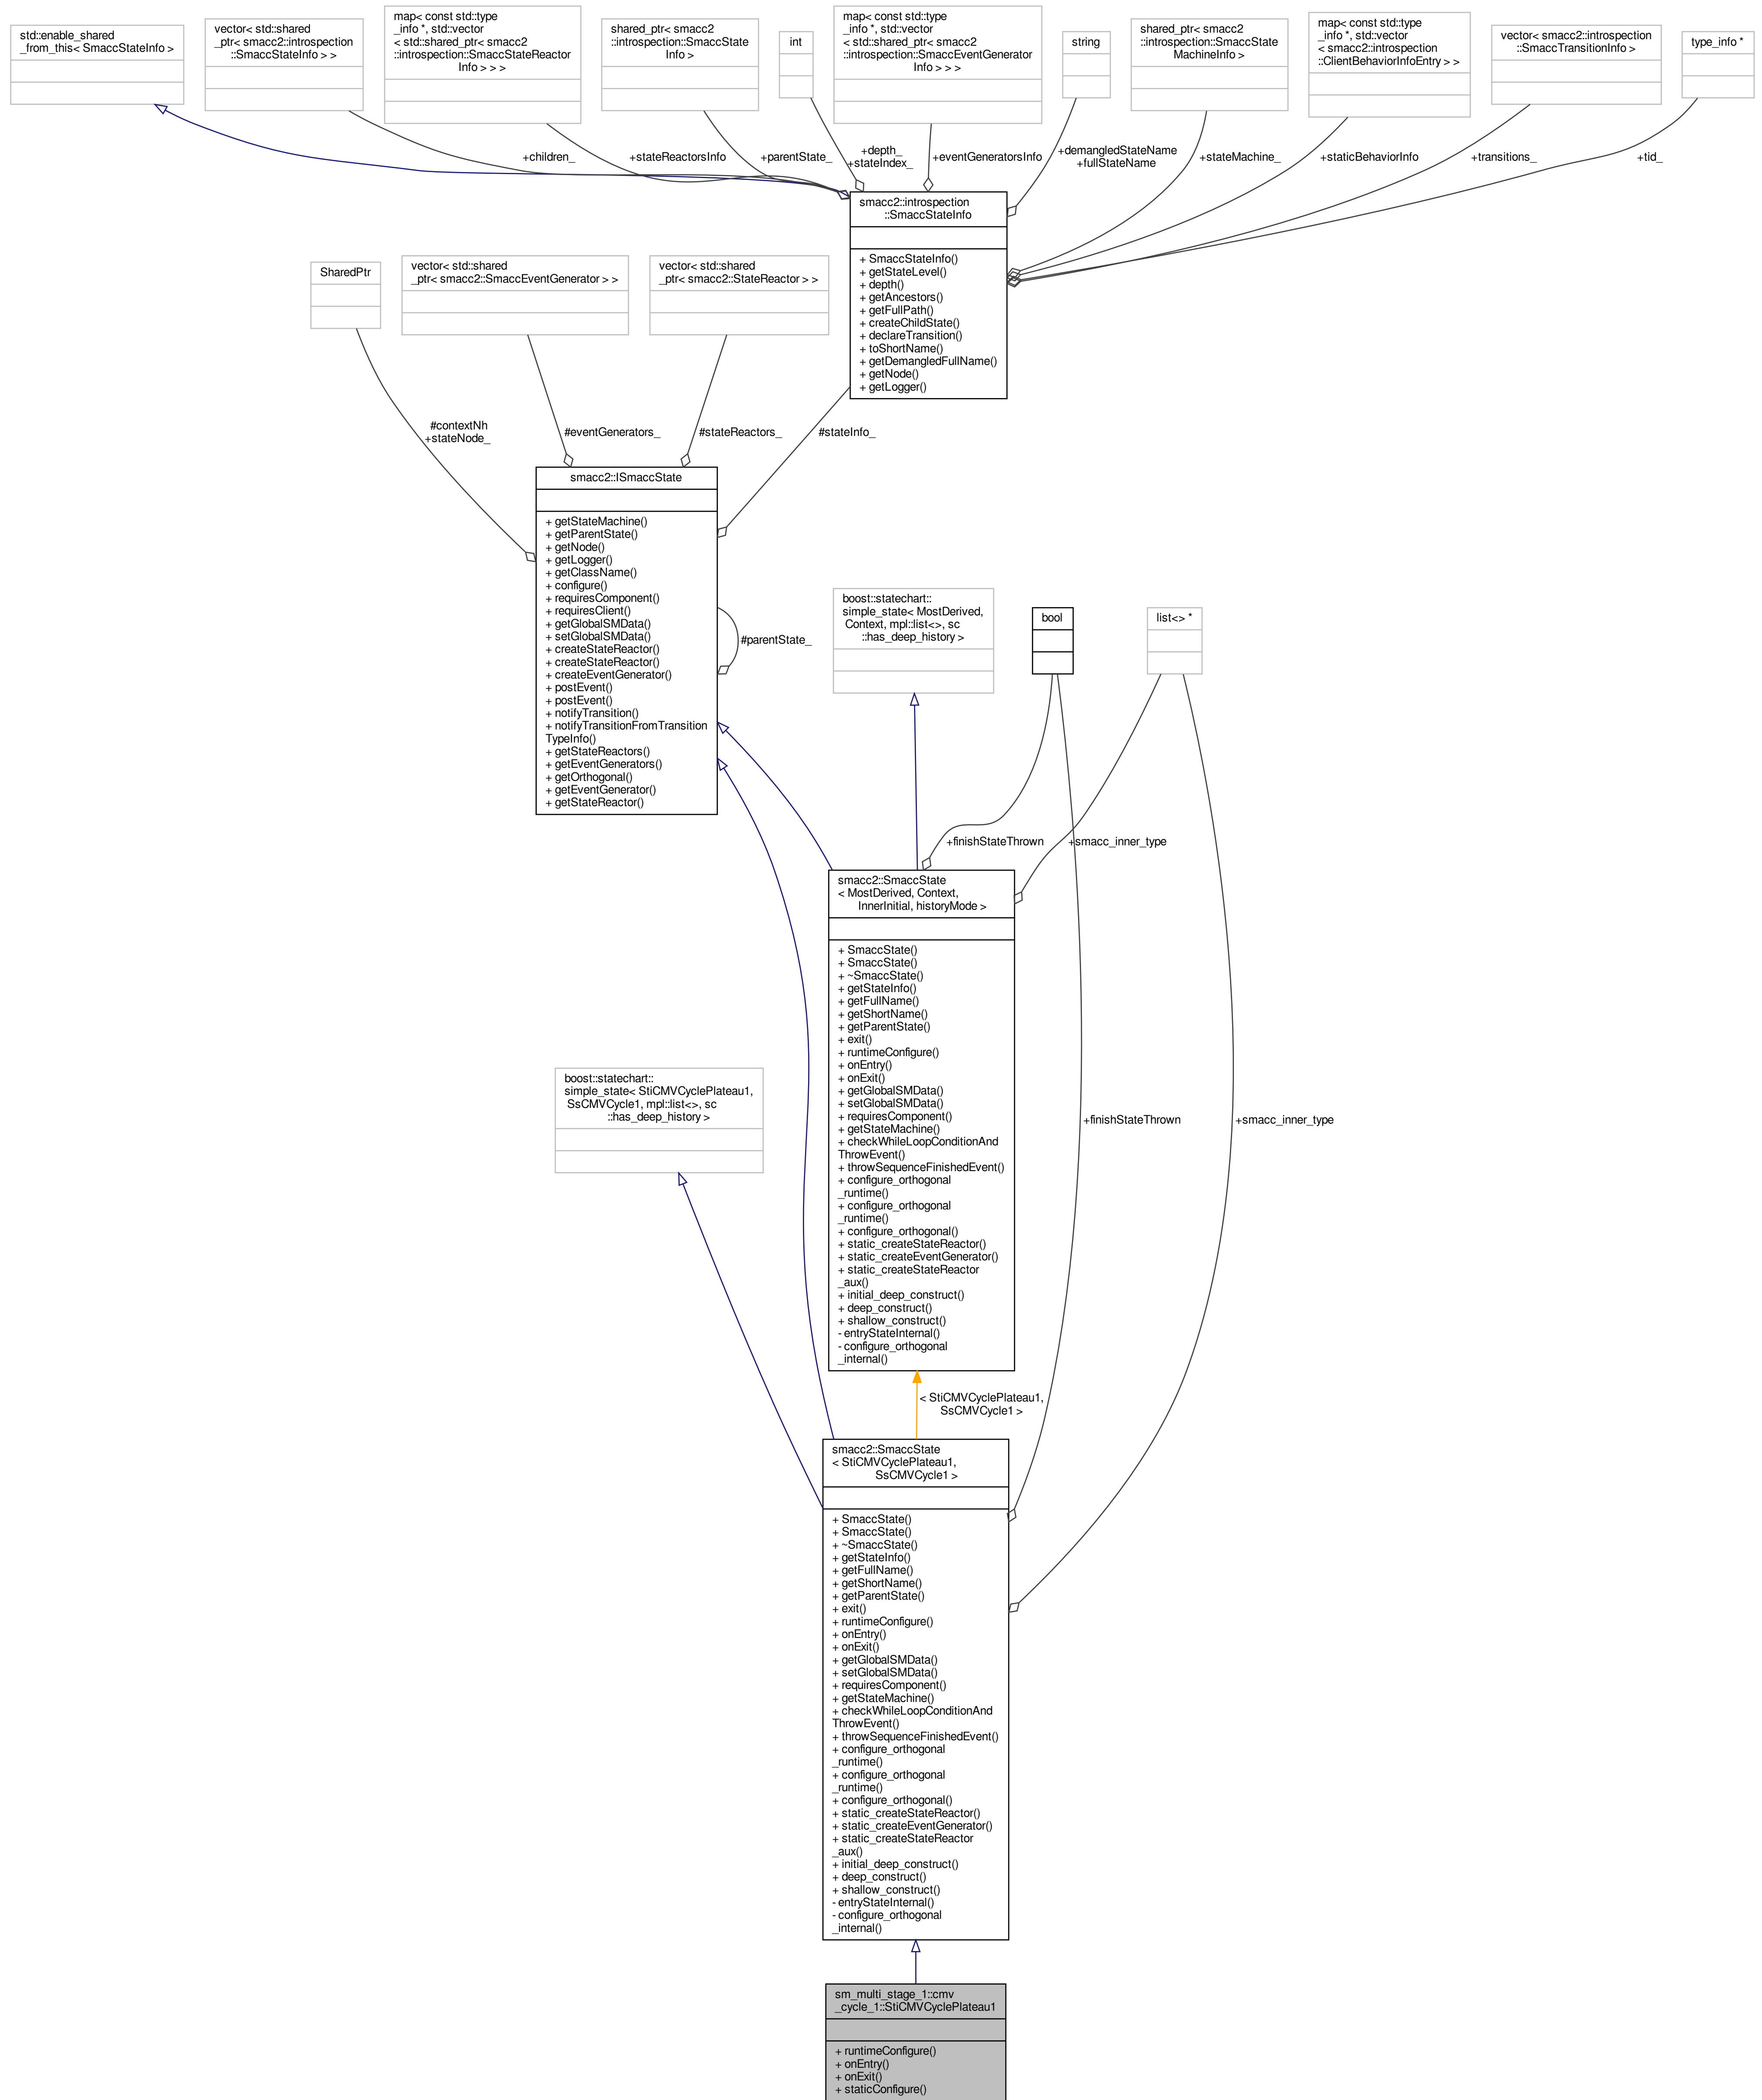 std::enable_shared
_from_this< SmaccStateInfo >
vector< std::shared
_ptr< smacc2::introspection
::SmaccStateInfo > >
map< const std::type
_info *, std::vector
< std::shared_ptr< smacc2
::introspection::SmaccStateReactor
Info > > >
shared_ptr< smacc2
::introspection::SmaccState
Info >
int
map< const std::type
_info *, std::vector
< std::shared_ptr< smacc2
::introspection::SmaccEventGenerator
Info > > >
string
shared_ptr< smacc2
::introspection::SmaccState
MachineInfo >
map< const std::type
_info *, std::vector
< smacc2::introspection
::ClientBehaviorInfoEntry > >
vector< smacc2::introspection
::SmaccTransitionInfo >
type_info *
+children_
+stateReactorsInfo
+parentState_
+depth_
+stateIndex_
+eventGeneratorsInfo
+demangledStateName
+fullStateName
+stateMachine_
+staticBehaviorInfo
+transitions_
+tid_
smacc2::introspection
::SmaccStateInfo
+ SmaccStateInfo()
+ getStateLevel()
+ depth()
+ getAncestors()
+ getFullPath()
+ createChildState()
+ declareTransition()
+ toShortName()
+ getDemangledFullName()
+ getNode()
+ getLogger()
SharedPtr
vector< std::shared
_ptr< smacc2::SmaccEventGenerator > >
vector< std::shared
_ptr< smacc2::StateReactor > >
#contextNh
+stateNode_
#eventGenerators_
#stateReactors_
#stateInfo_
smacc2::ISmaccState
+ getStateMachine()
+ getParentState()
+ getNode()
+ getLogger()
+ getClassName()
+ configure()
+ requiresComponent()
+ requiresClient()
+ getGlobalSMData()
+ setGlobalSMData()
+ createStateReactor()
+ createStateReactor()
+ createEventGenerator()
+ postEvent()
+ postEvent()
+ notifyTransition()
+ notifyTransitionFromTransition
TypeInfo()
+ getStateReactors()
+ getEventGenerators()
+ getOrthogonal()
+ getEventGenerator()
+ getStateReactor()
#parentState_
boost::statechart::
simple_state< MostDerived,
Context, mpl::list<>, sc
::has_deep_history >
bool
list<> *
+finishStateThrown
+smacc_inner_type
smacc2::SmaccState
< MostDerived, Context,
InnerInitial, historyMode >
+ SmaccState()
+ SmaccState()
+ ~SmaccState()
+ getStateInfo()
+ getFullName()
+ getShortName()
+ getParentState()
+ exit()
+ runtimeConfigure()
+ onEntry()
+ onExit()
+ getGlobalSMData()
+ setGlobalSMData()
+ requiresComponent()
+ getStateMachine()
+ checkWhileLoopConditionAnd
ThrowEvent()
+ throwSequenceFinishedEvent()
+ configure_orthogonal
_runtime()
+ configure_orthogonal
_runtime()
+ configure_orthogonal()
+ static_createStateReactor()
+ static_createEventGenerator()
+ static_createStateReactor
_aux()
+ initial_deep_construct()
+ deep_construct()
+ shallow_construct()
- entryStateInternal()
- configure_orthogonal
_internal()
boost::statechart::
simple_state< StiCMVCyclePlateau1,
SsCMVCycle1, mpl::list<>, sc
::has_deep_history >
+finishStateThrown
+smacc_inner_type
< StiCMVCyclePlateau1,
SsCMVCycle1 >
smacc2::SmaccState
< StiCMVCyclePlateau1,
SsCMVCycle1 >
+ SmaccState()
+ SmaccState()
+ ~SmaccState()
+ getStateInfo()
+ getFullName()
+ getShortName()
+ getParentState()
+ exit()
+ runtimeConfigure()
+ onEntry()
+ onExit()
+ getGlobalSMData()
+ setGlobalSMData()
+ requiresComponent()
+ getStateMachine()
+ checkWhileLoopConditionAnd
ThrowEvent()
+ throwSequenceFinishedEvent()
+ configure_orthogonal
_runtime()
+ configure_orthogonal
_runtime()
+ configure_orthogonal()
+ static_createStateReactor()
+ static_createEventGenerator()
+ static_createStateReactor
_aux()
+ initial_deep_construct()
+ deep_construct()
+ shallow_construct()
- entryStateInternal()
- configure_orthogonal
_internal()
sm_multi_stage_1::cmv
_cycle_1::StiCMVCyclePlateau1
+ runtimeConfigure()
+ onEntry()
+ onExit()
+ staticConfigure()